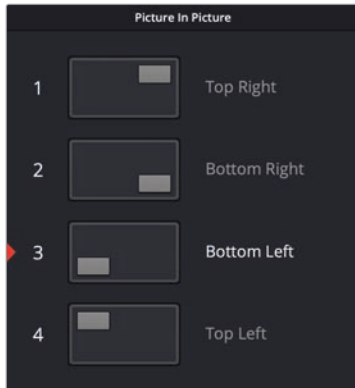 Picture In Picture
1 Top Right
2 Bottom Right
3 Bottom Left
4 Top Left